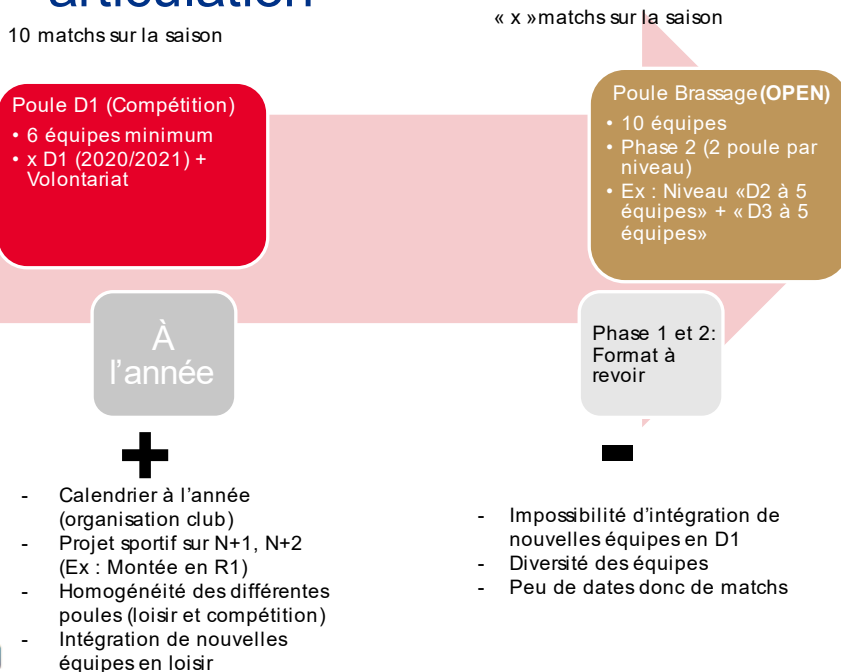 articulation
10 matchs sur la saison
« x »matchs sur la saison
Poule D1 (Compétition)
• 6 équipes minimum
• x D1 (2020/2021) +
Volontariat
Poule Brassage(OPEN)
• 10 équipes
• Phase 2 (2 poule par
niveau)
• Ex : Niveau «D2 à 5
équipes» + « D3 à 5
équipes»
À
l’année
Phase 1 et 2:
Format à
revoir
+
- Calendrier à l’année
(organisation club)
- Projet sportif sur N+1, N+2
(Ex : Montée en R1)
- Homogénéité des différentes
poules (loisir et compétition)
- Intégration de nouvelles
équipes en loisir
-
- Impossibilité d’intégration de
nouvelles équipes en D1
- Diversité des équipes
- Peu de dates donc de matchs